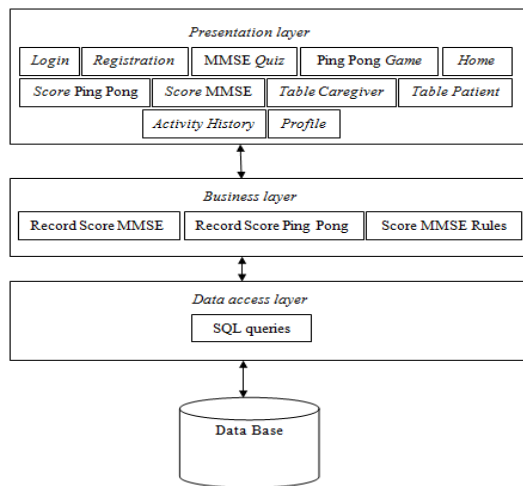 Presentation layer
Login Registration MMSE Quiz Ping Pong Game Home
Score Ping Pong Score MMSE Table Caregiver Table Patient
Activity History Profile
Business layer
Record Score MMSE Record Score Ping Pong Score MMSE Rules
Data access layer
SQL queries
Data Base